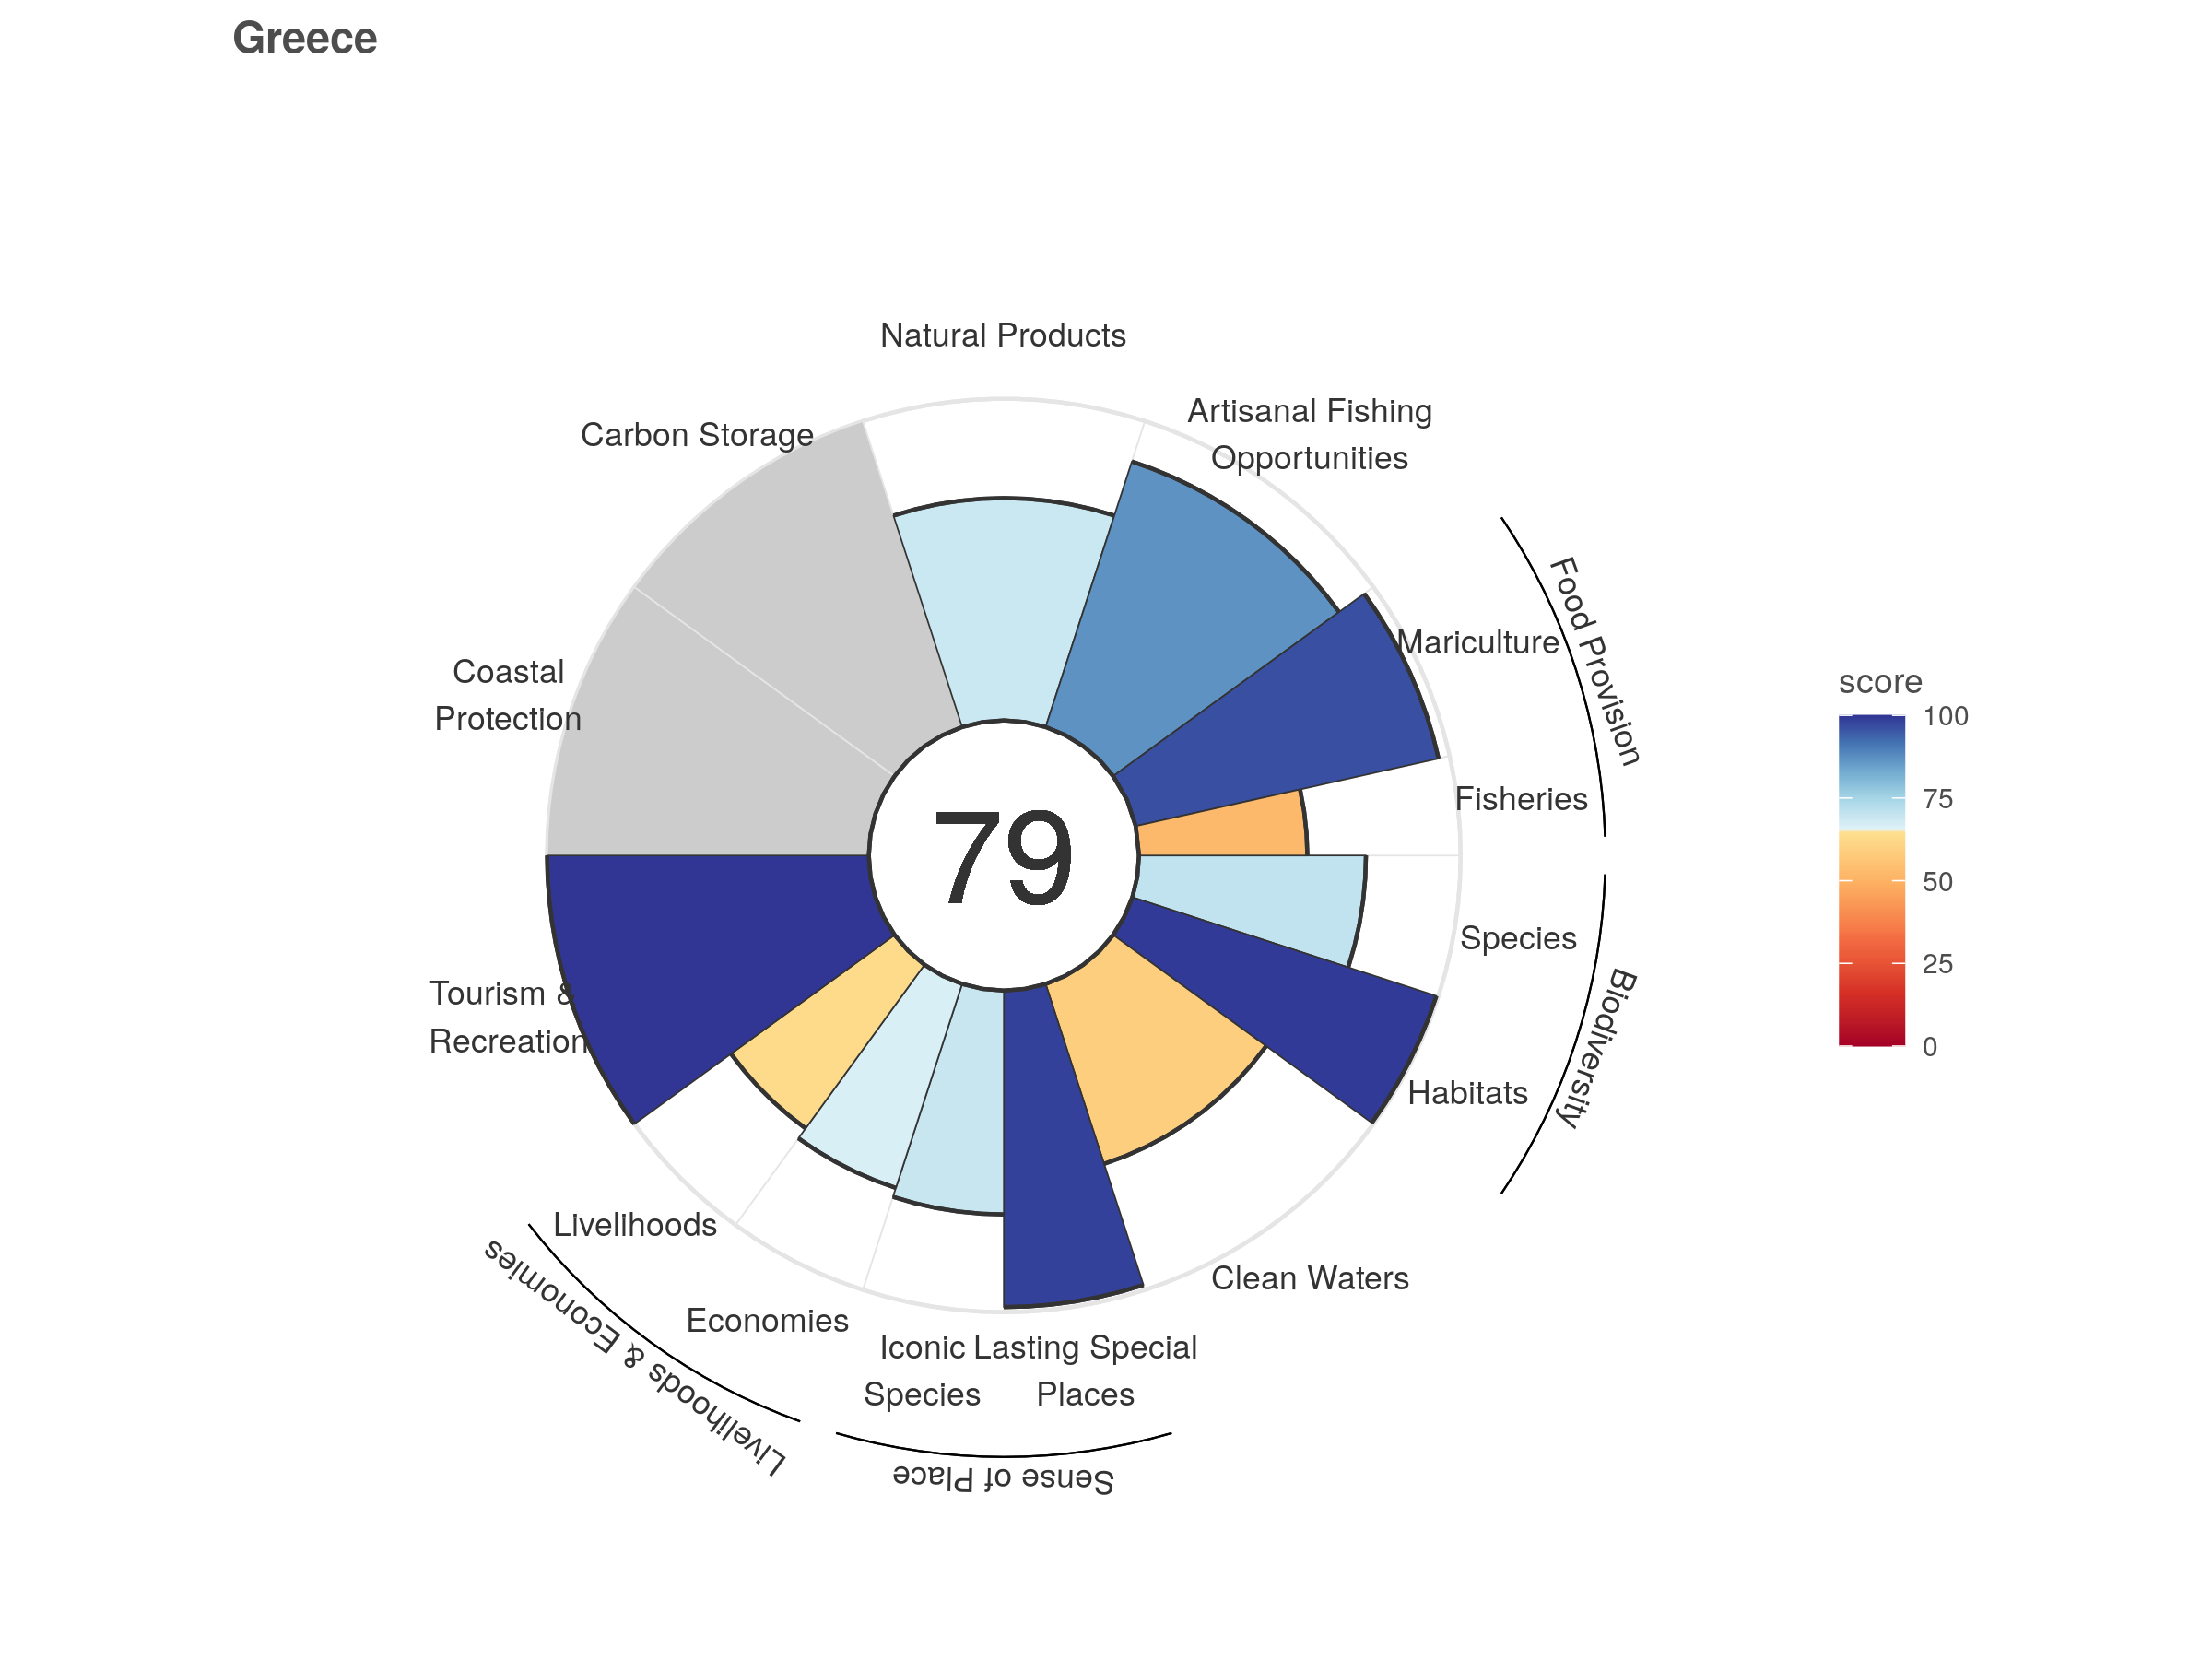 Greece
Natural Products
Artisanal Fishing
Opportunities
Carbon Storage
Food Provision
Mariculture
Coastal
Protection
score
100
75
50
25
0
Fisheries
79
Species
Biodiversity
Tourism &
Recreation
Habitats
Livelihoods
Clean Waters
Economies
Livelihoods & Economies
Iconic
Species
Lasting Special
Places
Sense of Place